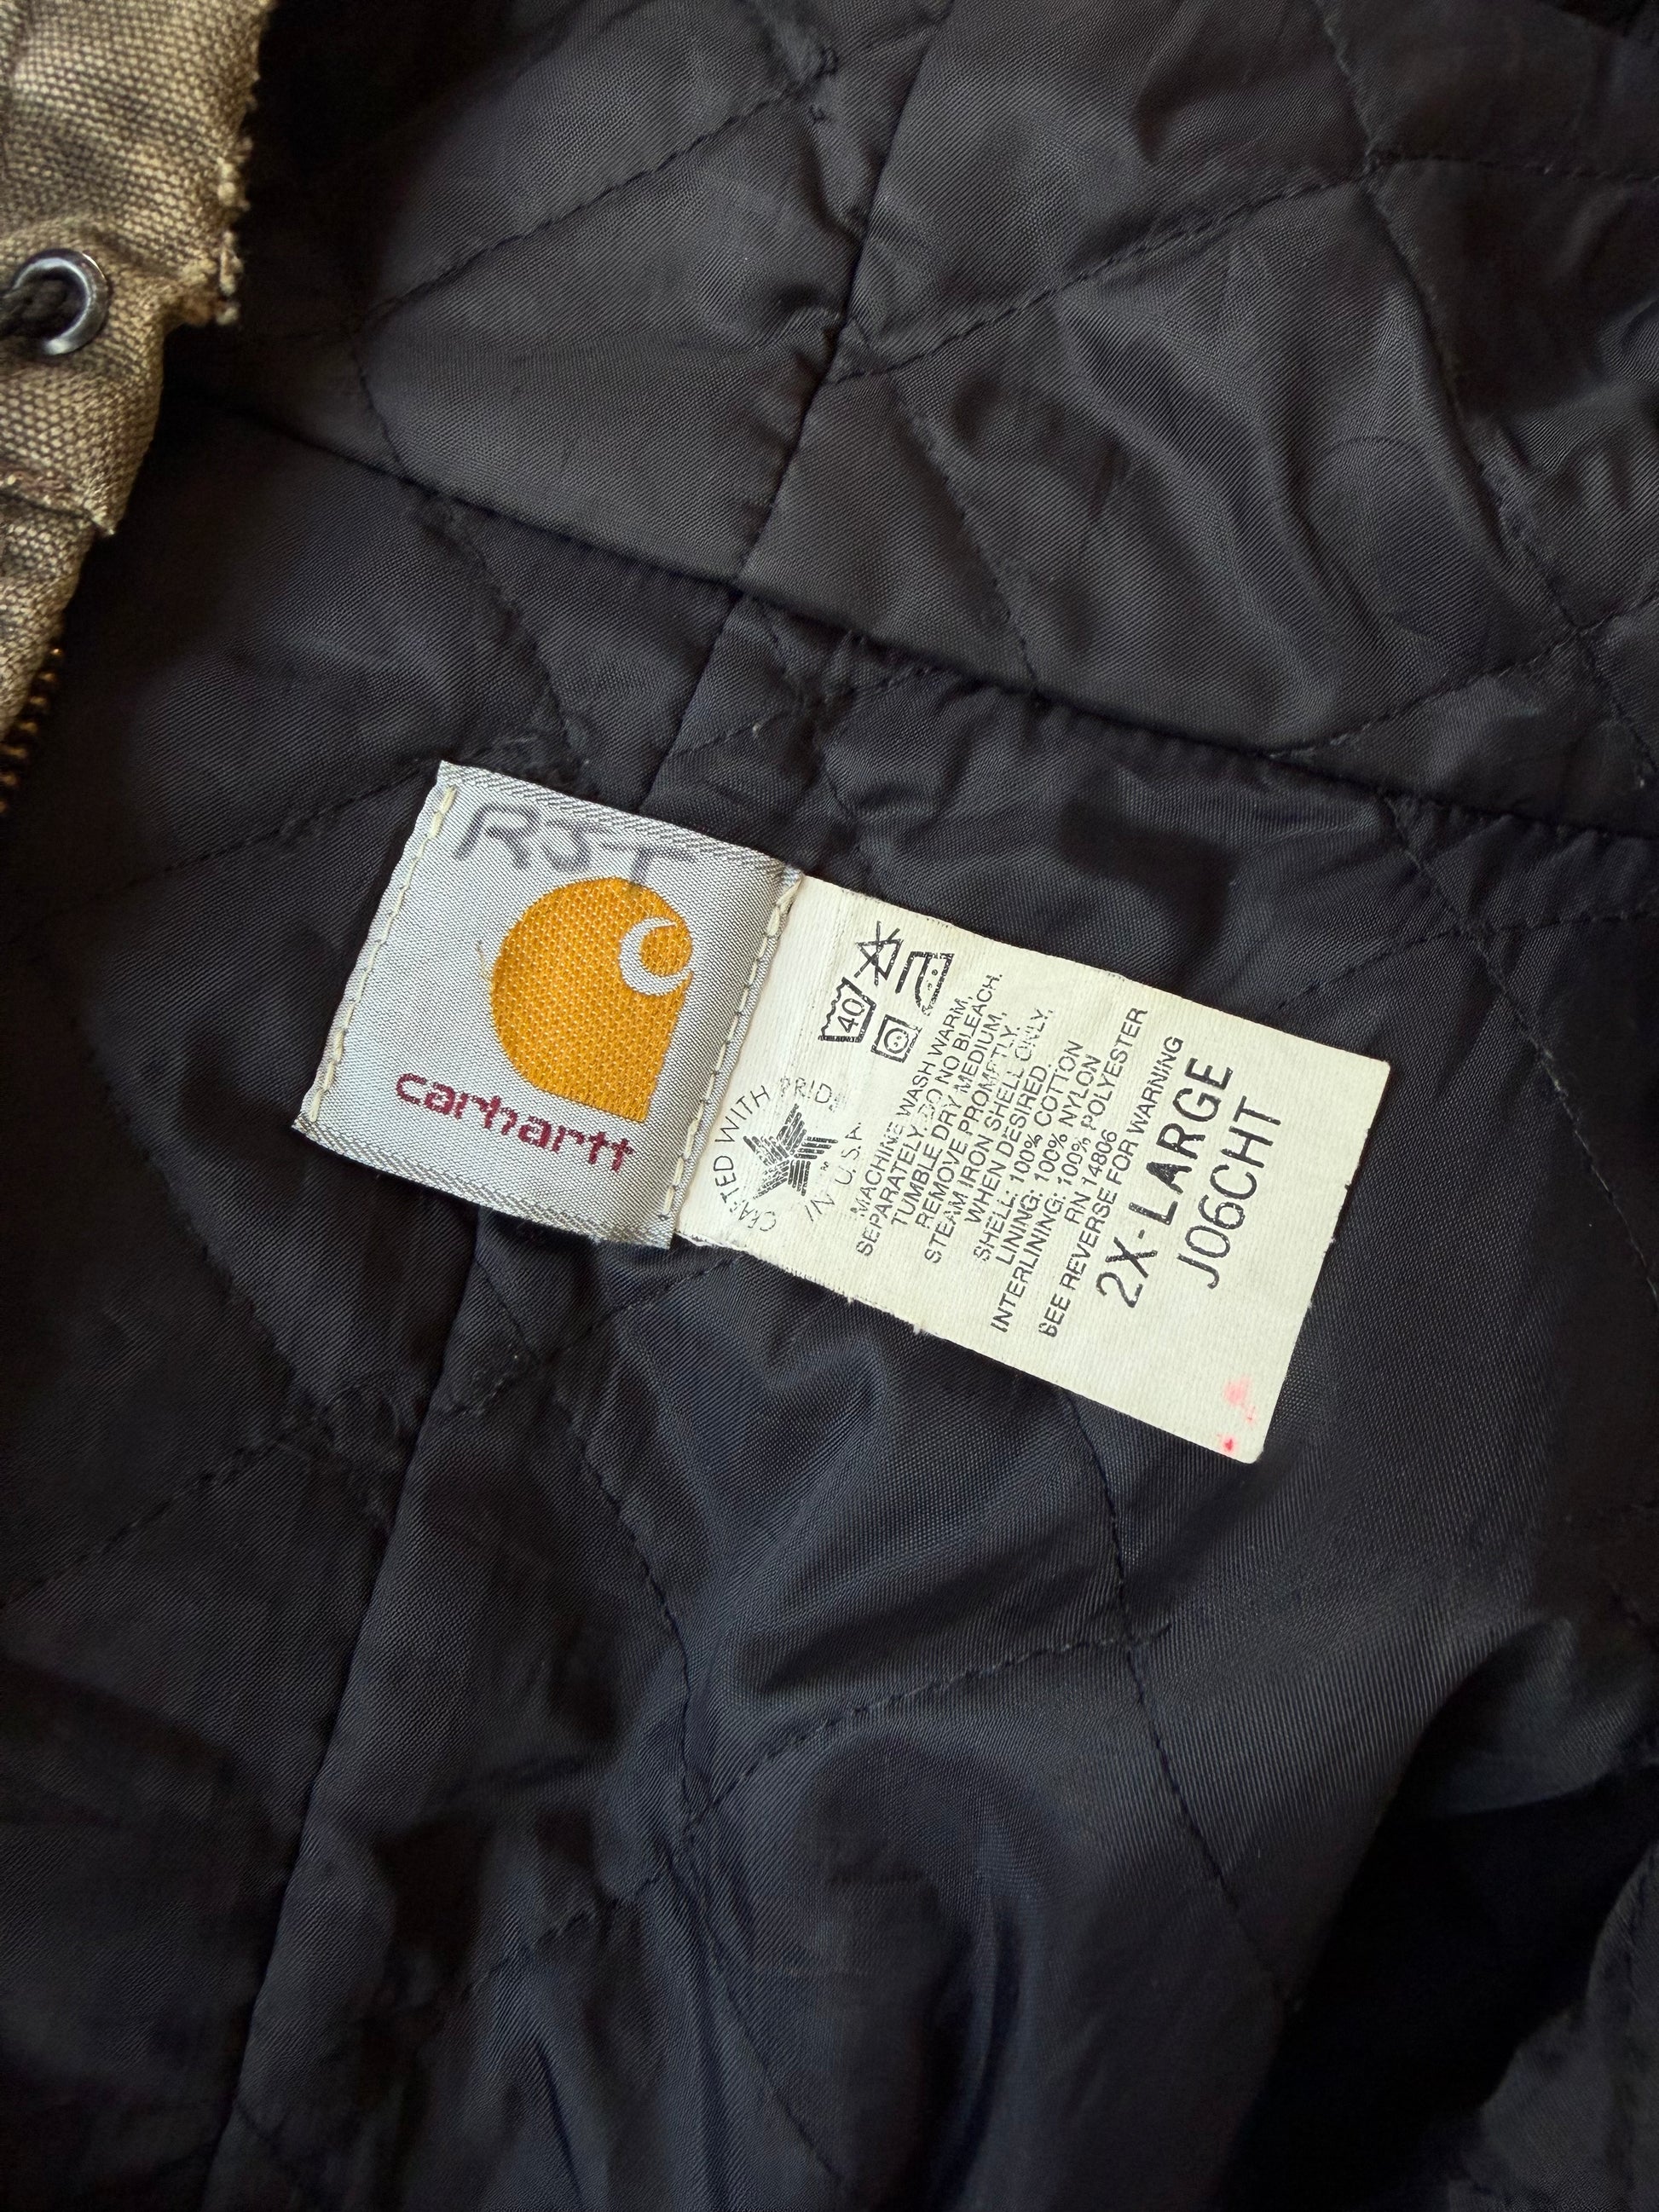 RJT
carhartt
40
CRAFTED WITH PRIDE
IN U.S.A.
MACHINE WASH WARM,
SEPARATELY. DO NO BLEACH.
TUMBLE DRY MEDIUM.
REMOVE PROMPTLY.
STEAM IRON SHELL ONLY,
WHEN DESIRED.
SHELL: 100% COTTON
LINING: 100% NYLON
INTERLINING: 100% POLYESTER
RN 14806
SEE REVERSE FOR WARNING
2X-LARGE
J06CHT